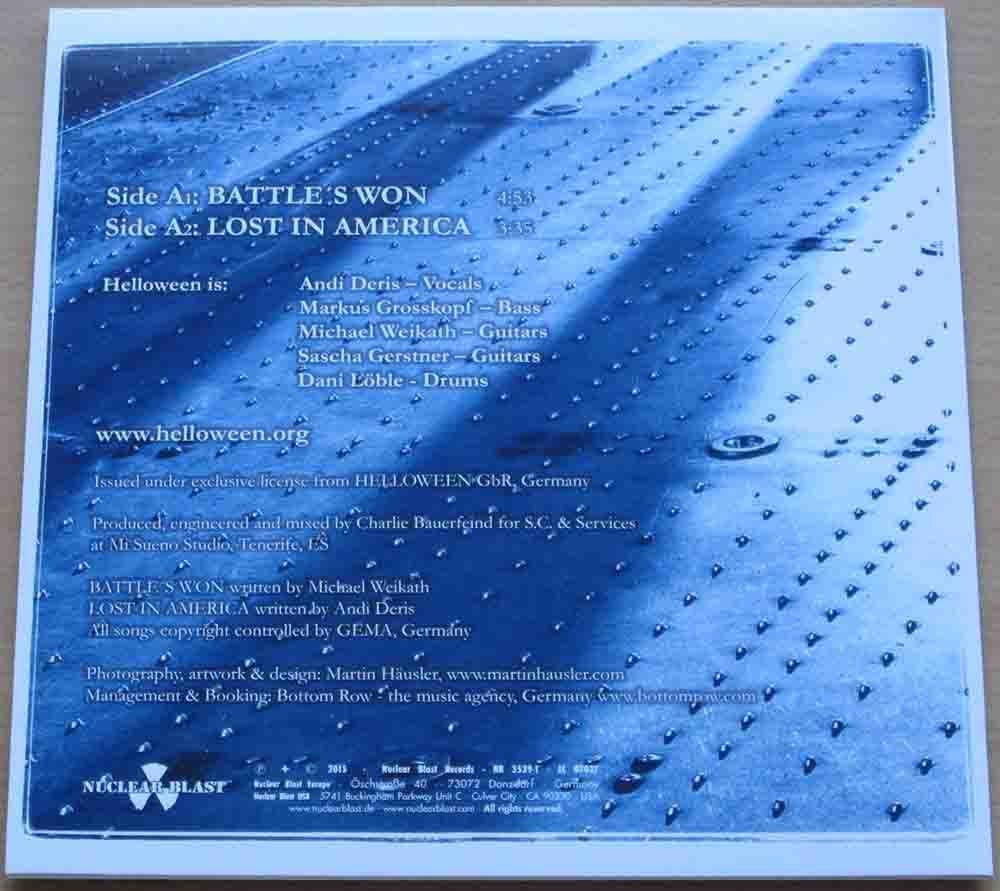 Side A1: BATTLE´S WON 4:53
Side A2: LOST IN AMERICA 3:35
Helloween is: Andi Deris – Vocals
Markus Grosskopf – Bass
Michael Weikath – Guitars
Sascha Gerstner – Guitars
Dani Löble - Drums
www.helloween.org
Issued under exclusive license from HELLOWEEN GbR, Germany
Produced, engineered and mixed by Charlie Bauerfeind for S.C. & Services
at Mi Sueno Studio, Tenerife, ES
BATTLE´S WON written by Michael Weikath
LOST IN AMERICA written by Andi Deris
All songs copyright controlled by GEMA, Germany
Photography, artwork & design: Martin Häusler, www.martinhausler.com
Management & Booking: Bottom Row - the music agency, Germany www.bottomrow.com
NUCLEAR BLAST
℗ + © 2015 · Nuclear Blast Records · NB 3539-1 · LC 07027
Nuclear Blast Europe · Öschstraße 40 · 73072 Donzdorf · Germany
Nuclear Blast USA · 5741 Buckingham Parkway Unit C · Culver City · CA 90230 · USA
www.nuclearblast.de · www.nuclearblast.com · All rights reserved.